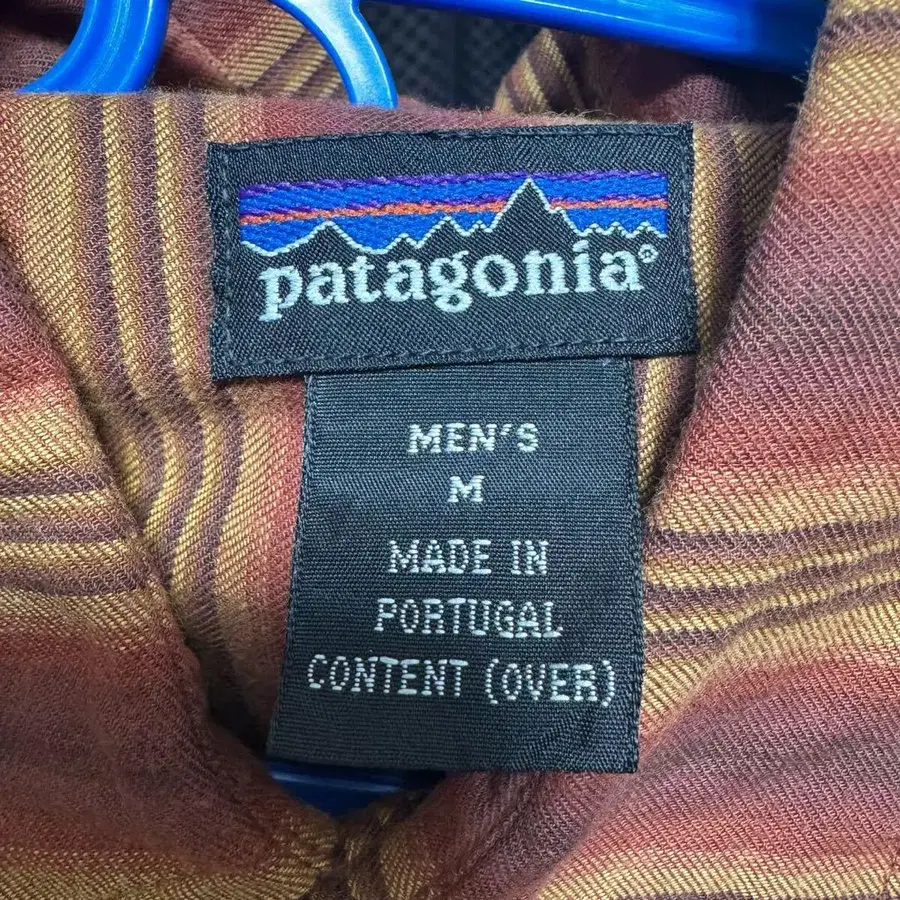 patagonia®
MEN'S
M
MADE IN
PORTUGAL
CONTENT (OVER)